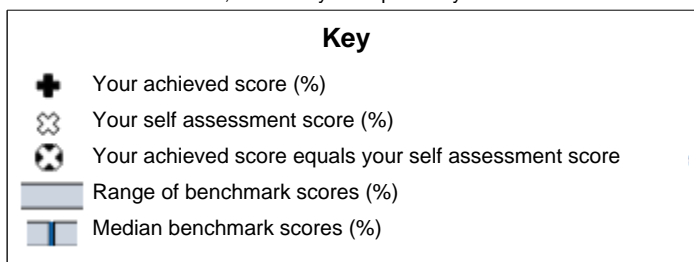 Key
Your achieved score (%)
Your self assessment score (%)
Your achieved score equals your self assessment score
Range of benchmark scores (%)
Median benchmark scores (%)